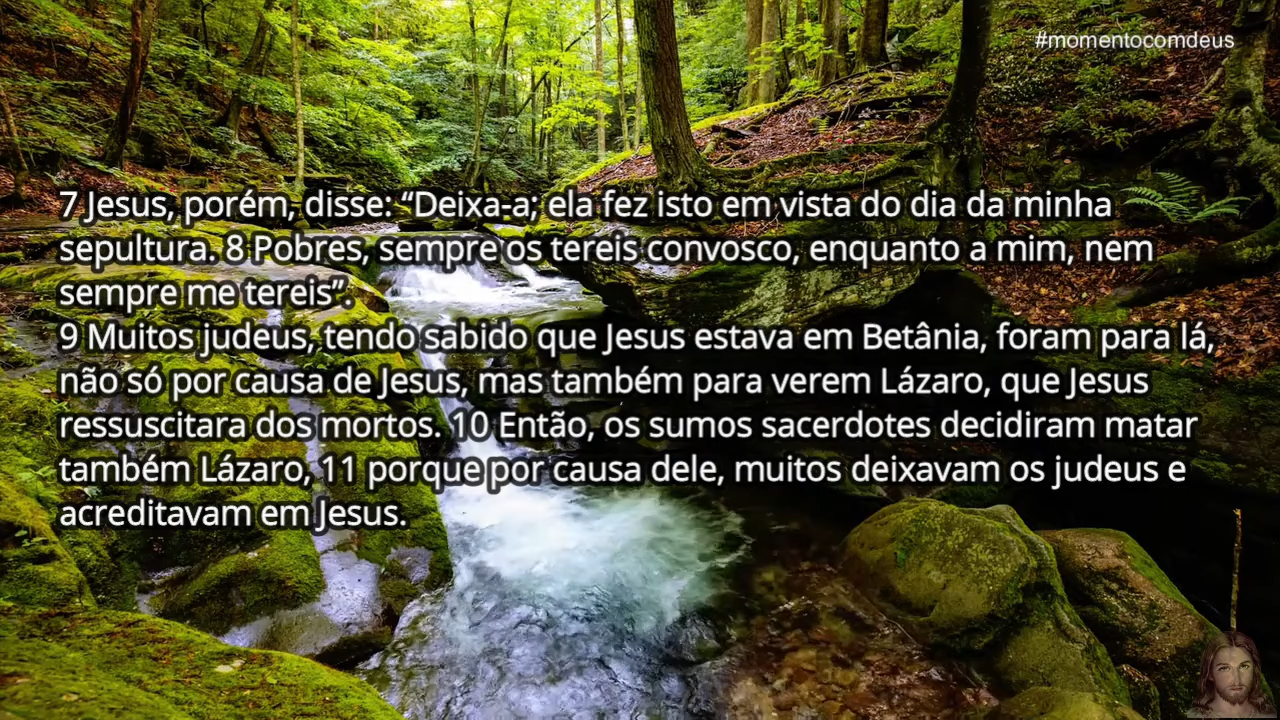 #momentocomdeus
7 Jesus, porém, disse: “Deixa-a; ela fez isto em vista do dia da minha
sepultura. 8 Pobres, sempre os tereis convosco, enquanto a mim, nem
sempre me tereis”.
9 Muitos judeus, tendo sabido que Jesus estava em Betânia, foram para lá,
não só por causa de Jesus, mas também para verem Lázaro, que Jesus
ressuscitara dos mortos. 10 Então, os sumos sacerdotes decidiram matar
também Lázaro, 11 porque por causa dele, muitos deixavam os judeus e
acreditavam em Jesus.